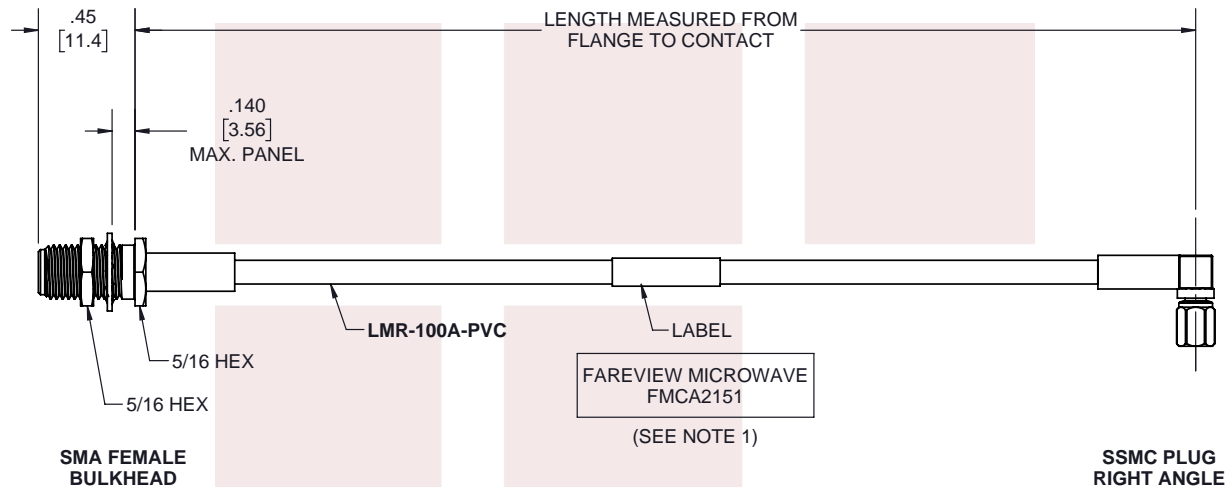 .45
[11.4]
LENGTH MEASURED FROM
FLANGE TO CONTACT
.140
[3.56]
MAX. PANEL
LMR-100A-PVC
LABEL
5/16 HEX
5/16 HEX
FAREVIEW MICROWAVE
FMCA2151
(SEE NOTE 1)
SMA FEMALE
BULKHEAD
SSMC PLUG
RIGHT ANGLE